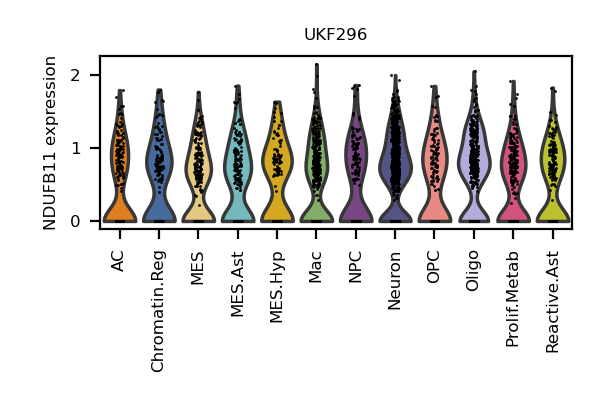 UKF296
NDUFB11 expression
2
1
0
AC
Chromatin.Reg
MES
MES.Ast
MES.Hyp
Mac
NPC
Neuron
OPC
Oligo
Prolif.Metab
Reactive.Ast